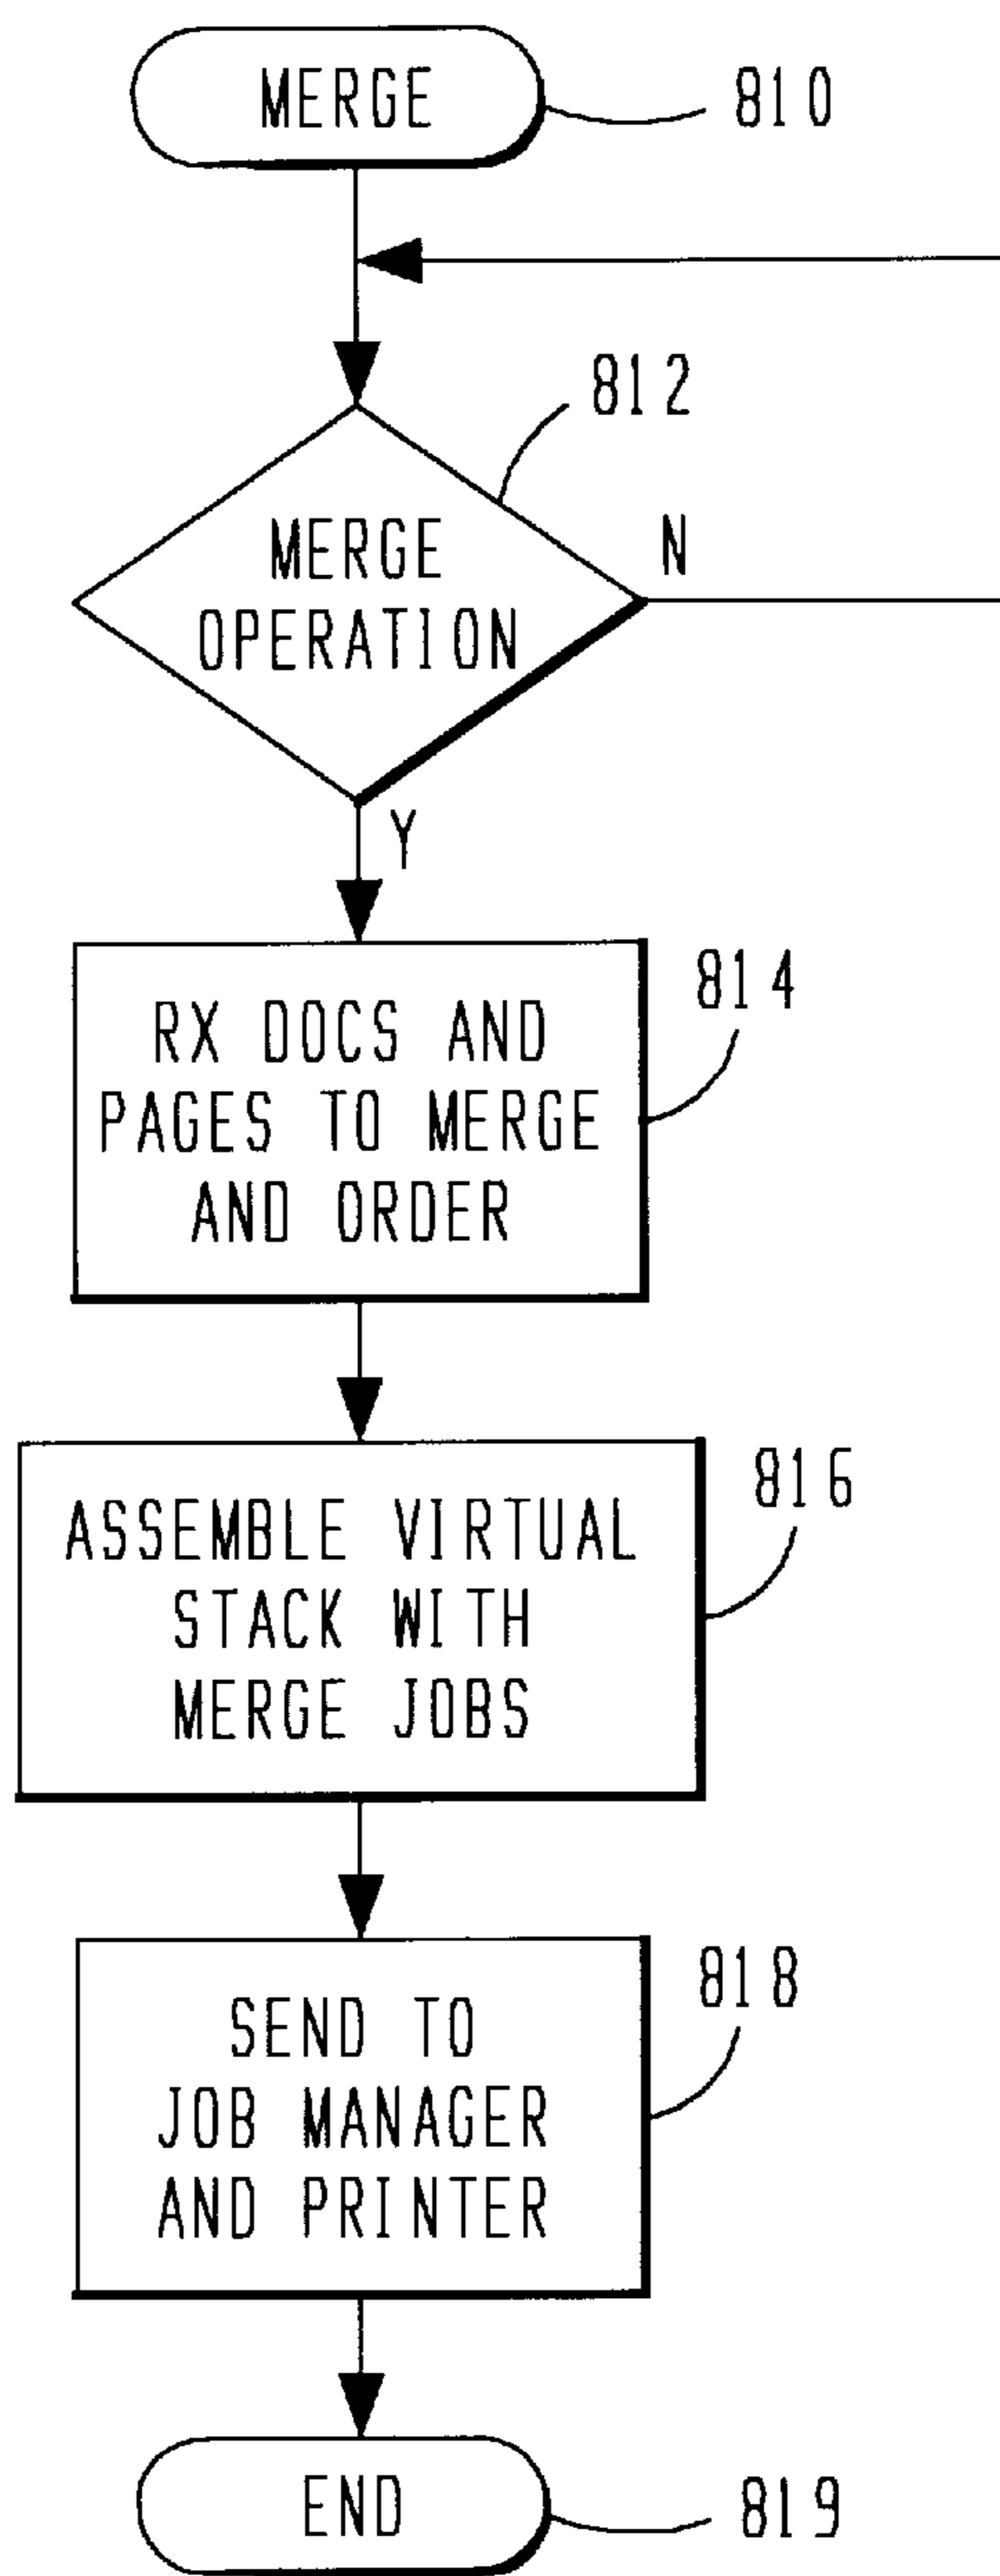 MERGE
810
812
MERGE
OPERATION
N
Y
814
RX DOCS AND
PAGES TO MERGE
AND ORDER
816
ASSEMBLE VIRTUAL
STACK WITH
MERGE JOBS
818
SEND TO
JOB MANAGER
AND PRINTER
END
819